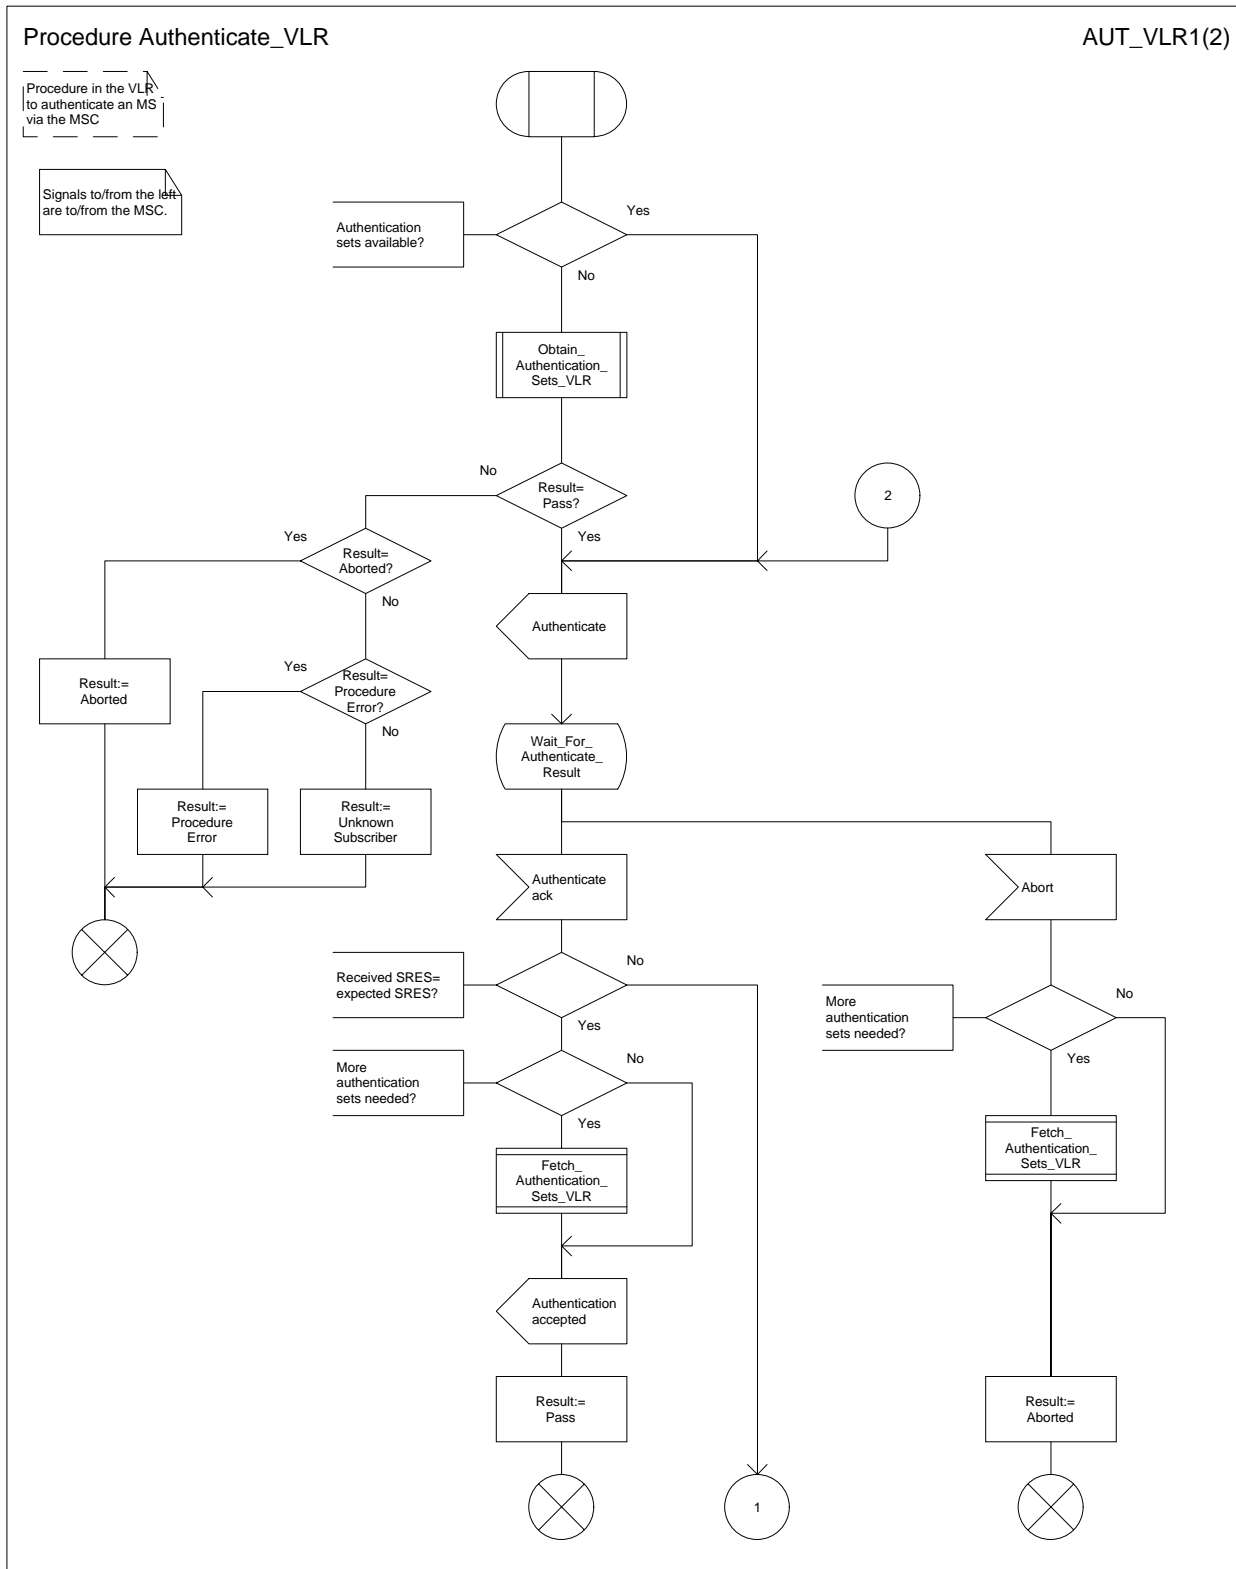 Procedure Authenticate_VLR
AUT_VLR1(2)
Procedure in the VLR
to authenticate an MS
via the MSC
Signals to/from the left
are to/from the MSC.
Authentication
sets available?
Yes
No
Obtain_
Authentication_
Sets_VLR
No
Result=
Pass?
Yes
2
Yes
Result=
Aborted?
No
Authenticate
Yes
Result=
Procedure
Error?
No
Result:=
Aborted
Wait_For_
Authenticate_
Result
Result:=
Procedure
Error
Result:=
Unknown
Subscriber
Authenticate
ack
Abort
Received SRES=
expected SRES?
No
Yes
More
authentication
sets needed?
No
Yes
More
authentication
sets needed?
No
Yes
Fetch_
Authentication_
Sets_VLR
Fetch_
Authentication_
Sets_VLR
Authentication
accepted
Result:=
Pass
Result:=
Aborted
1